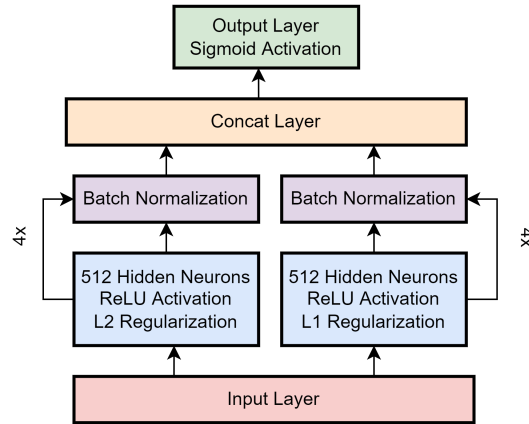 Output Layer
Sigmoid Activation
Concat Layer
Batch Normalization
Batch Normalization
4x
4x
512 Hidden Neurons
ReLU Activation
L2 Regularization
512 Hidden Neurons
ReLU Activation
L1 Regularization
Input Layer